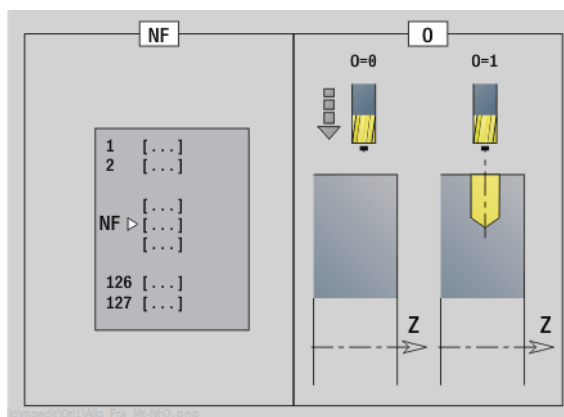 NF
1 [...]
2 [...]
[...]
NF [...]
[...]
126 [...]
127 [...]
O
O=0 O=1
Z Z